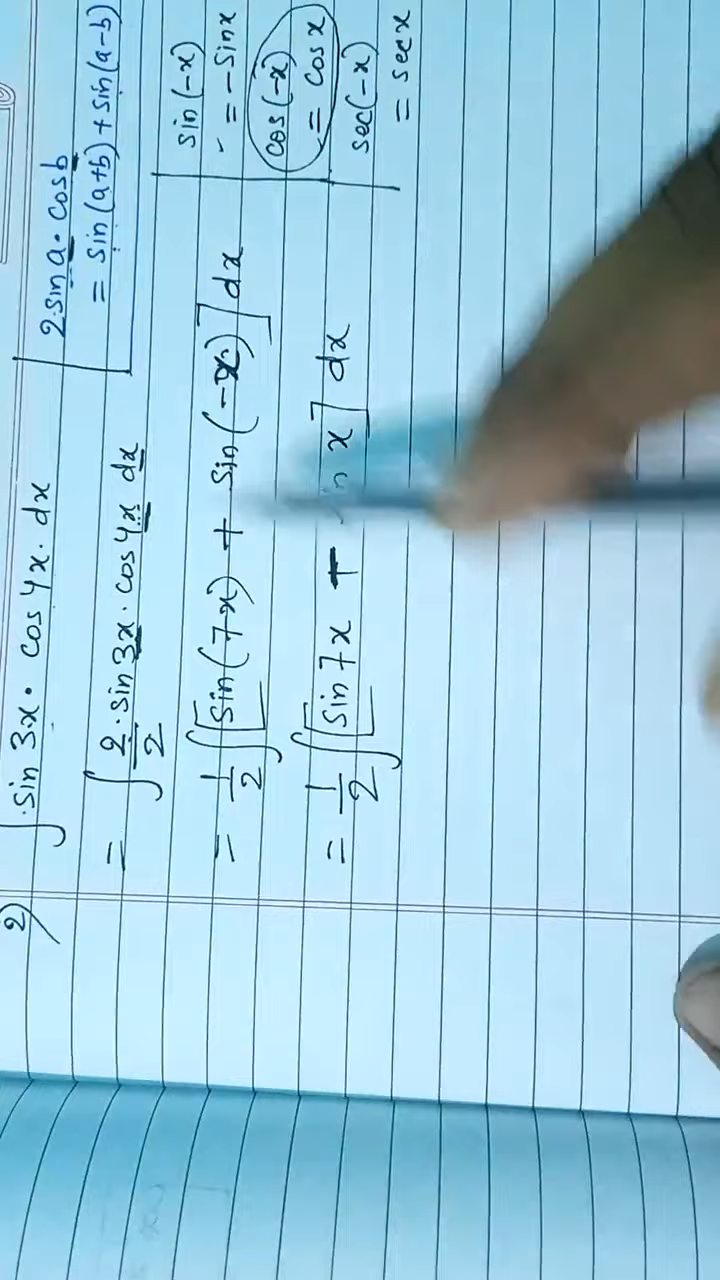 2) ∫ sin 3x · cos 4x · dx
2 sin a · cos b
= sin (a+b) + sin (a-b)
= ∫ 2/2 · sin 3x · cos 4x dx
= 1/2 ∫ [sin (7x) + sin (-x)] dx
= 1/2 ∫ [sin 7x x] dx
sin (-x)
= - sin x
cos (-x)
= cos x
sec (-x)
= sec x